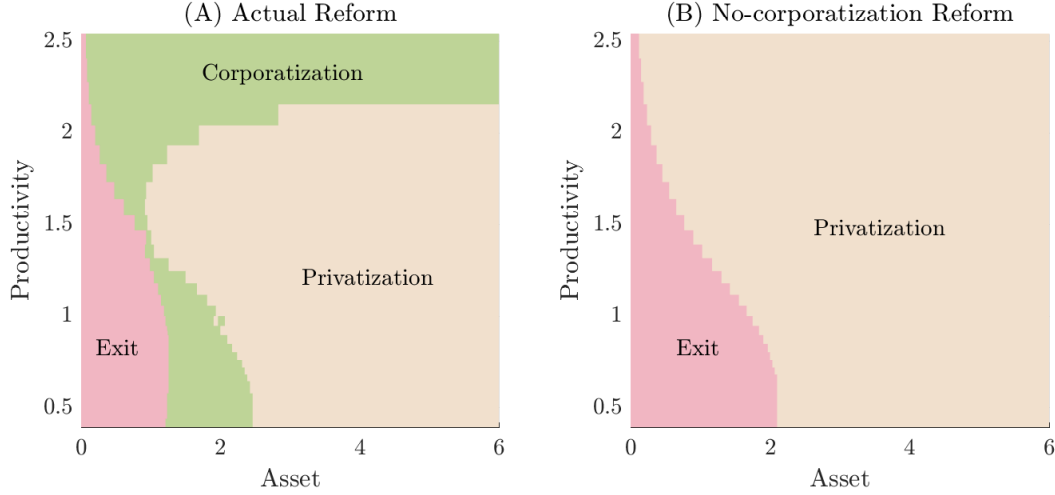 (A) Actual Reform
2.5
2
1.5
1
0.5
Productivity
Corporatization
Privatization
Exit
0
2
4
6
Asset
(B) No-corporatization Reform
2.5
2
1.5
1
0.5
Productivity
Privatization
Exit
0
2
4
6
Asset